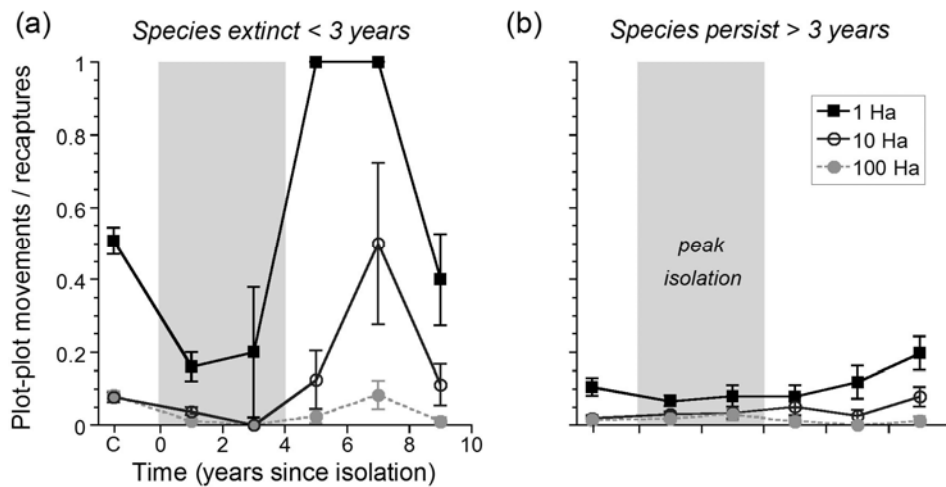 (a)
Species extinct < 3 years
(b)
Species persist > 3 years
Plot-plot movements / recaptures
1
0.8
0.6
0.4
0.2
0
C
0
2
4
6
8
10
Time (years since isolation)
1 Ha
10 Ha
100 Ha
peak
isolation